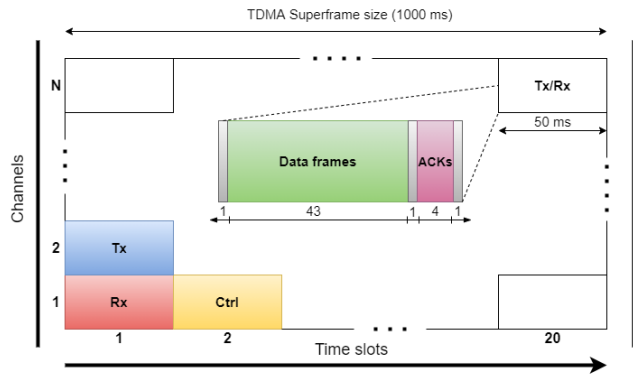 TDMA Superframe size (1000 ms)
N
Tx/Rx
50 ms
Data frames
ACKs
1
43
1
4
1
Channels
2
Tx
1
Rx
Ctrl
1
2
20
Time slots